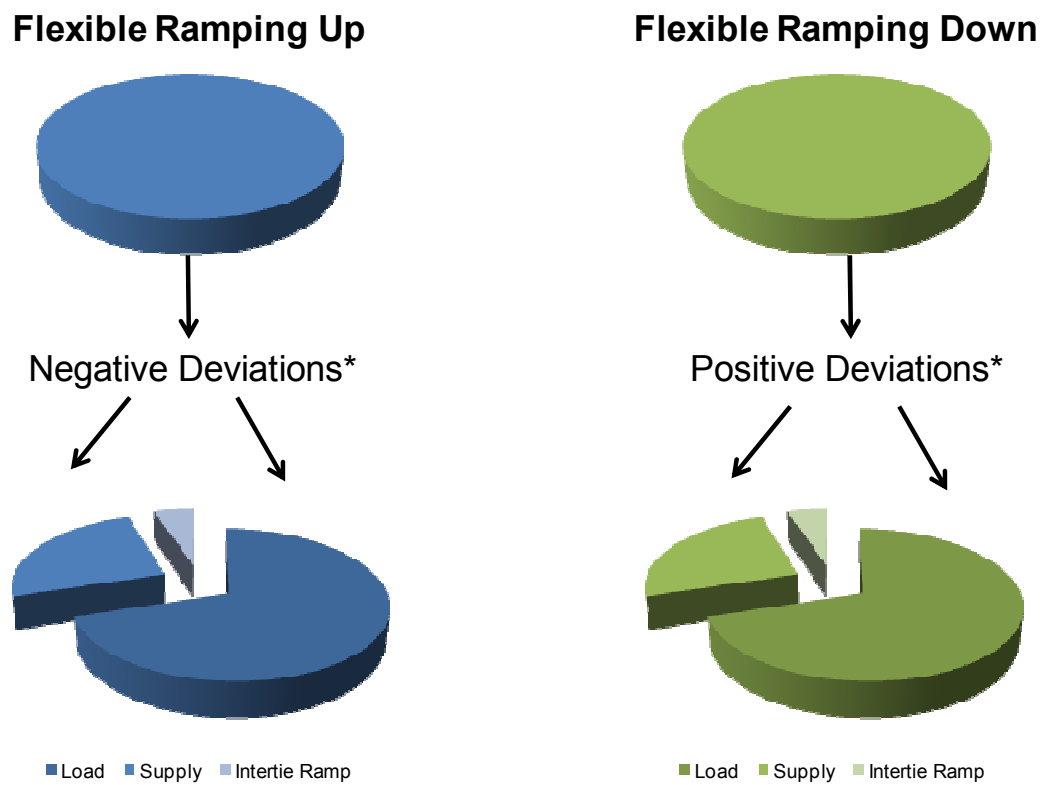 Flexible Ramping Up
Flexible Ramping Down
Negative Deviations*
Positive Deviations*
Load Supply Intertie Ramp
Load Supply Intertie Ramp